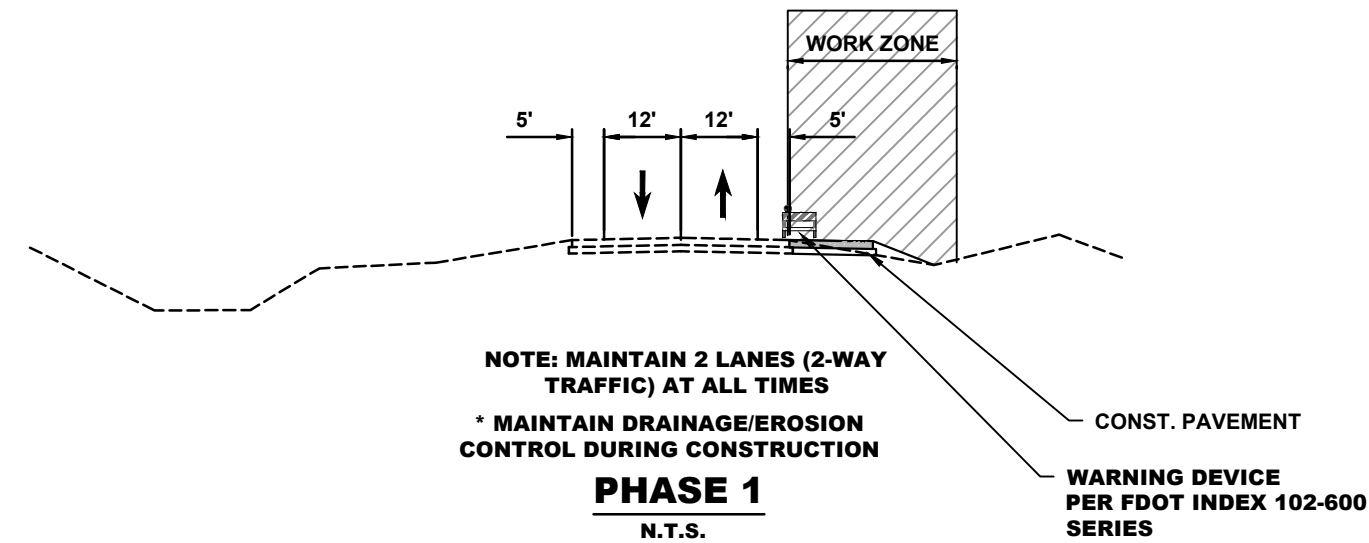 WORK ZONE
5' 12' 12' 5'
NOTE: MAINTAIN 2 LANES (2-WAY
TRAFFIC) AT ALL TIMES
* MAINTAIN DRAINAGE/EROSION
CONTROL DURING CONSTRUCTION
PHASE 1
N.T.S.
CONST. PAVEMENT
WARNING DEVICE
PER FDOT INDEX 102-600
SERIES